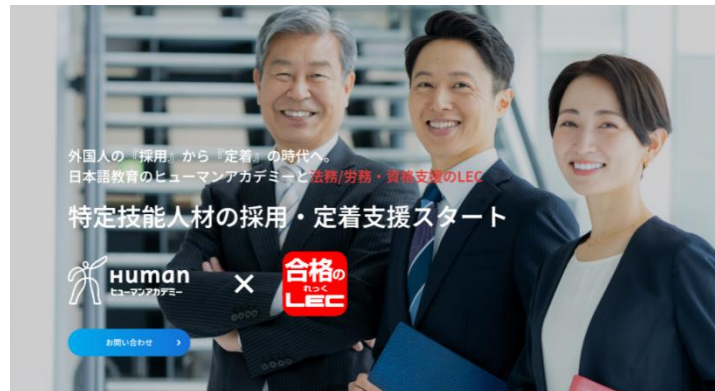 外国人の『採用』から『定着』の時代へ。
日本語教育のヒューマンアカデミーと法務/労務・資格支援のLEC
特定技能人材の採用・定着支援スタート
Human
ヒューマンアカデミー
×
合格の
れっく
LEC
お問い合わせ